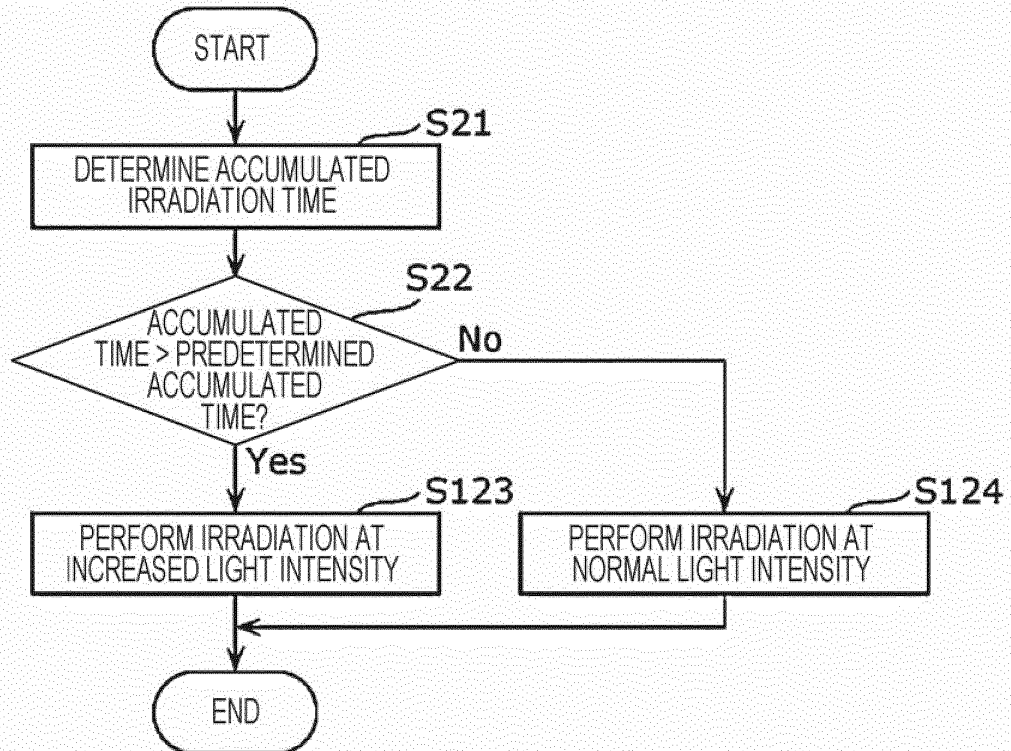 START
S21
DETERMINE ACCUMULATED
IRRADIATION TIME
S22
ACCUMULATED
TIME > PREDETERMINED
ACCUMULATED
TIME?
No
Yes
S123
PERFORM IRRADIATION AT
INCREASED LIGHT INTENSITY
S124
PERFORM IRRADIATION AT
NORMAL LIGHT INTENSITY
END